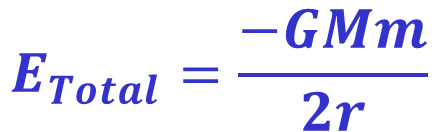 E_Total = -GMm / 2r